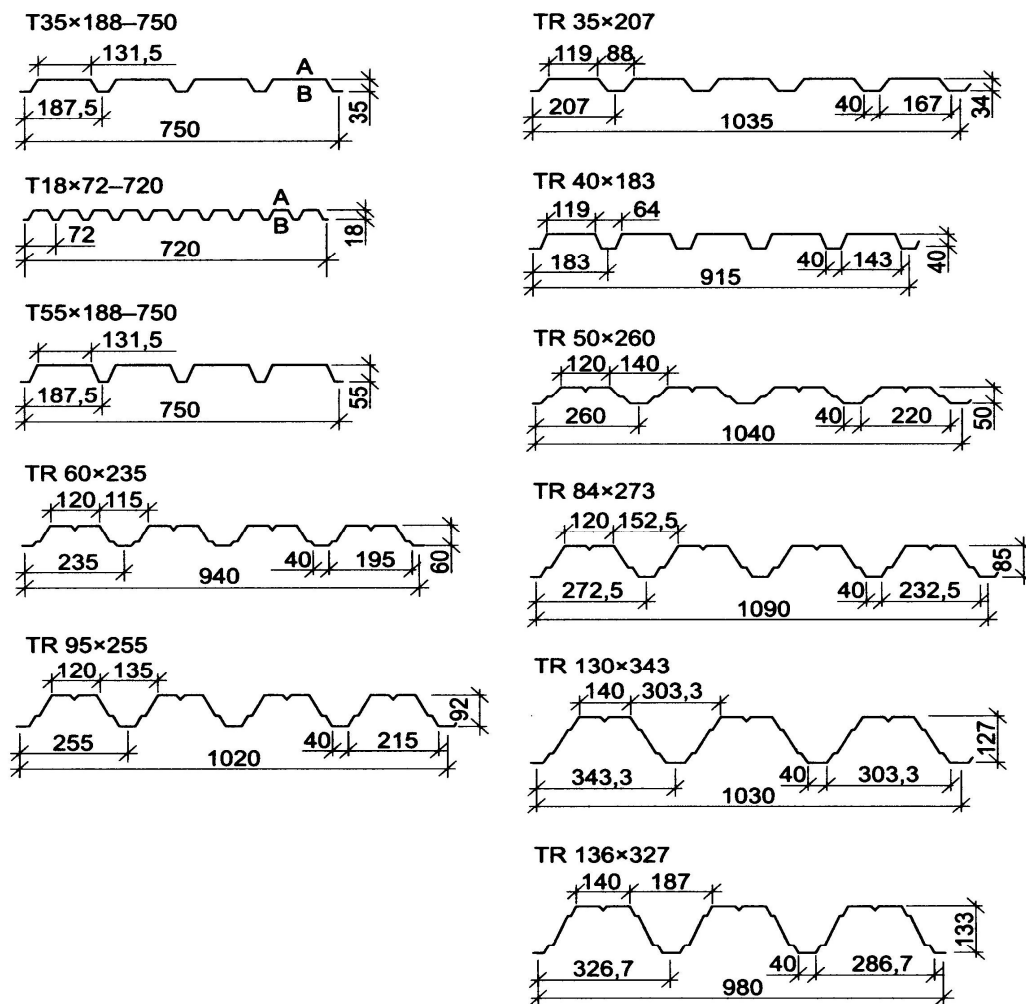 T35×188–750
131,5
A
B
187,5
35
750
T18×72–720
A
B
72
18
720
T55×188–750
131,5
187,5
55
750
TR 60×235
120 115
235 40 195
60
940
TR 95×255
120 135
92
255 40 215
1020
TR 35×207
119 88
207 40 167
34
1035
TR 40×183
119 64
183 40 143
40
915
TR 50×260
120 140
260 40 220
50
1040
TR 84×273
120 152,5
85
272,5 40 232,5
1090
TR 130×343
140 303,3
127
343,3 40 303,3
1030
TR 136×327
140 187
133
326,7 40 286,7
980